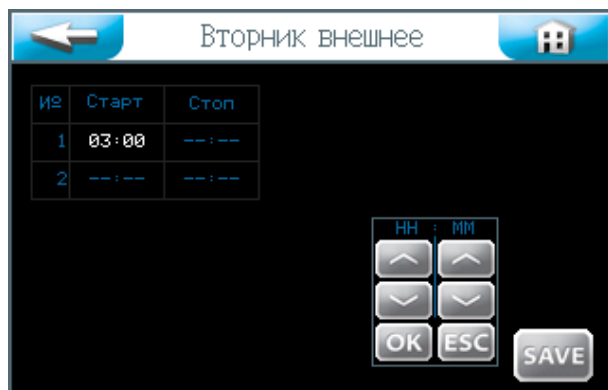 Вторник внешнее
№ Старт Стоп
1 03:00 --:--
2 --:-- --:--
HH : MM
OK ESC
SAVE